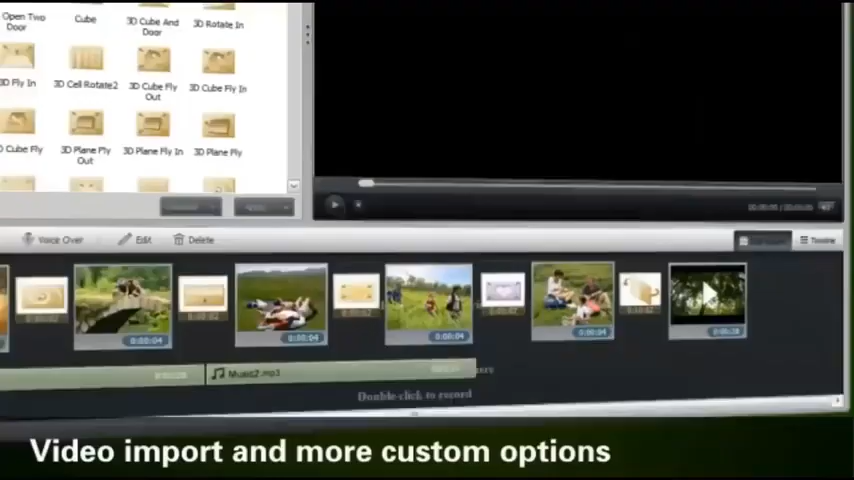 Open Two Door
Cube
3D Cube And Door
3D Rotate In
3D Fly In
3D Cell Rotate2
3D Cube Fly Out
3D Cube Fly In
3D Cube Fly
3D Plane Fly Out
3D Plane Fly In
3D Plane Fly
Voice Over
Edit
Delete
Timeline
0:00:04
0:00:04
0:00:04
0:00:04
Music2.mp3
Double-click to record
Video import and more custom options